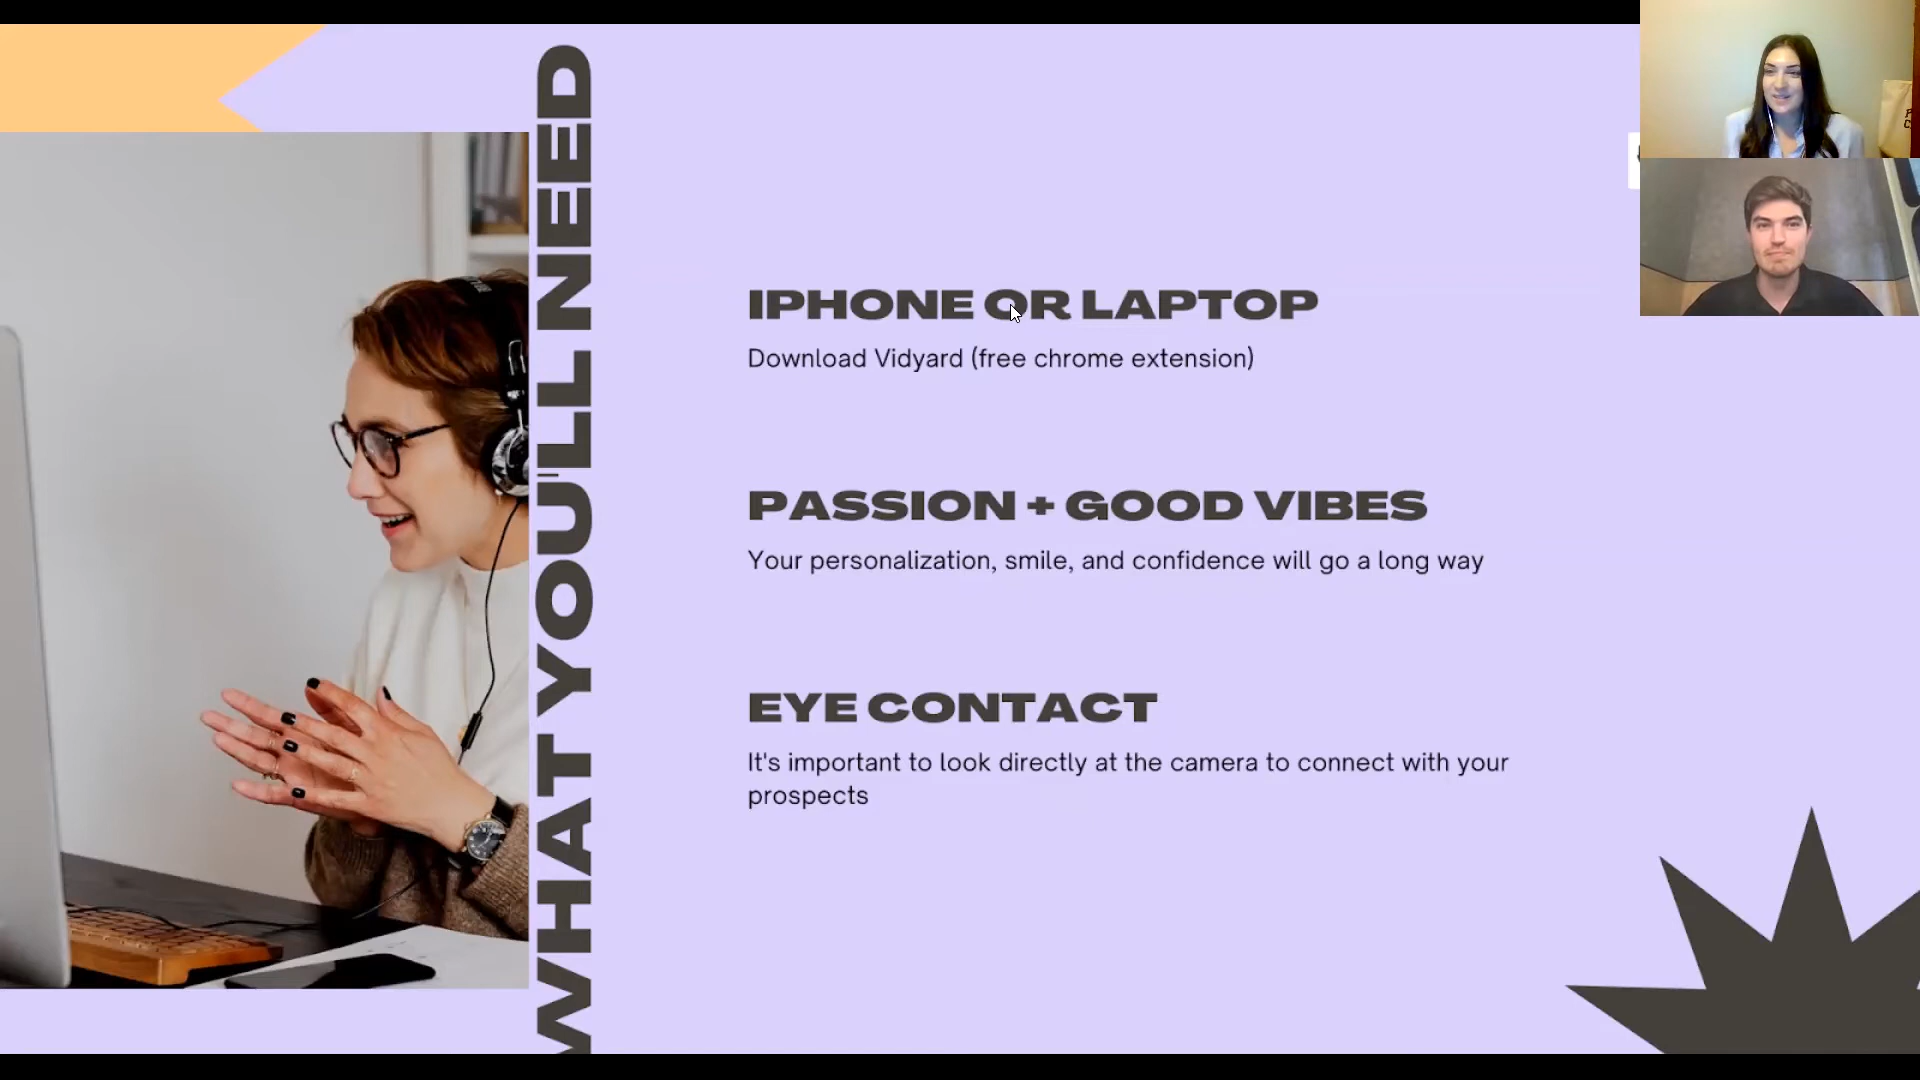 WHAT YOU'LL NEED
IPHONE OR LAPTOP
Download Vidyard (free chrome extension)
PASSION + GOOD VIBES
Your personalization, smile, and confidence will go a long way
EYE CONTACT
It's important to look directly at the camera to connect with your
prospects